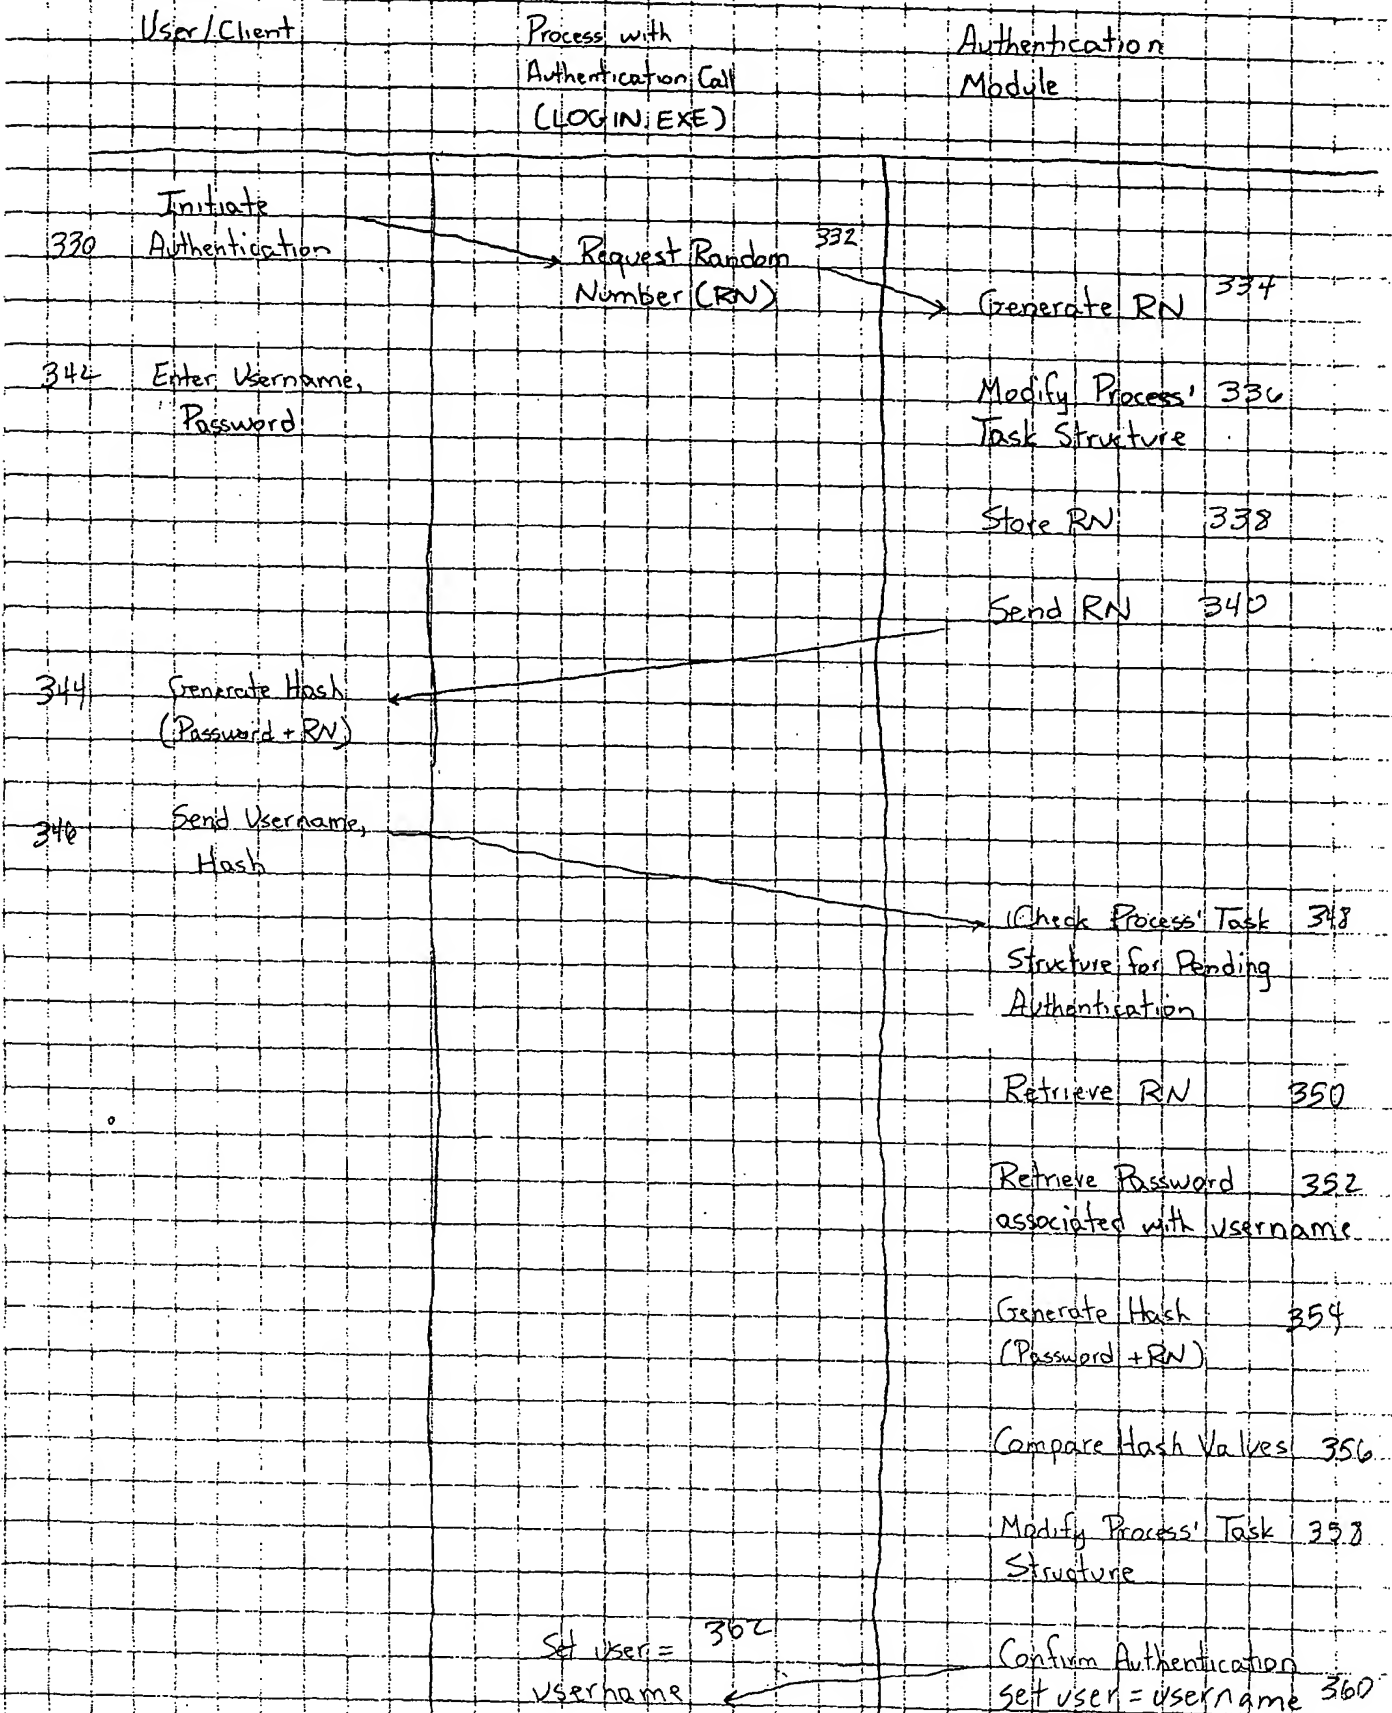 User/Client
Process with
Authentication Call
(LOGIN.EXE)
Authentication
Module
Initiate
330 Authentication
332
Request Random
Number (RN)
334
Generate RN
342 Enter Username,
Password
Modify Process' 336
Task Structure
Store RN 338
Send RN 340
344 Generate Hash
(Password + RN)
346 Send Username,
Hash
Check Process' Task 348
Structure for Pending
Authentication
Retrieve RN 350
Retrieve Password 352
associated with username
Generate Hash 354
(Password + RN)
Compare Hash Values 356
Modify Process' Task 358
Structure
Set user = 362
username
Confirm Authentication
set user = username 360